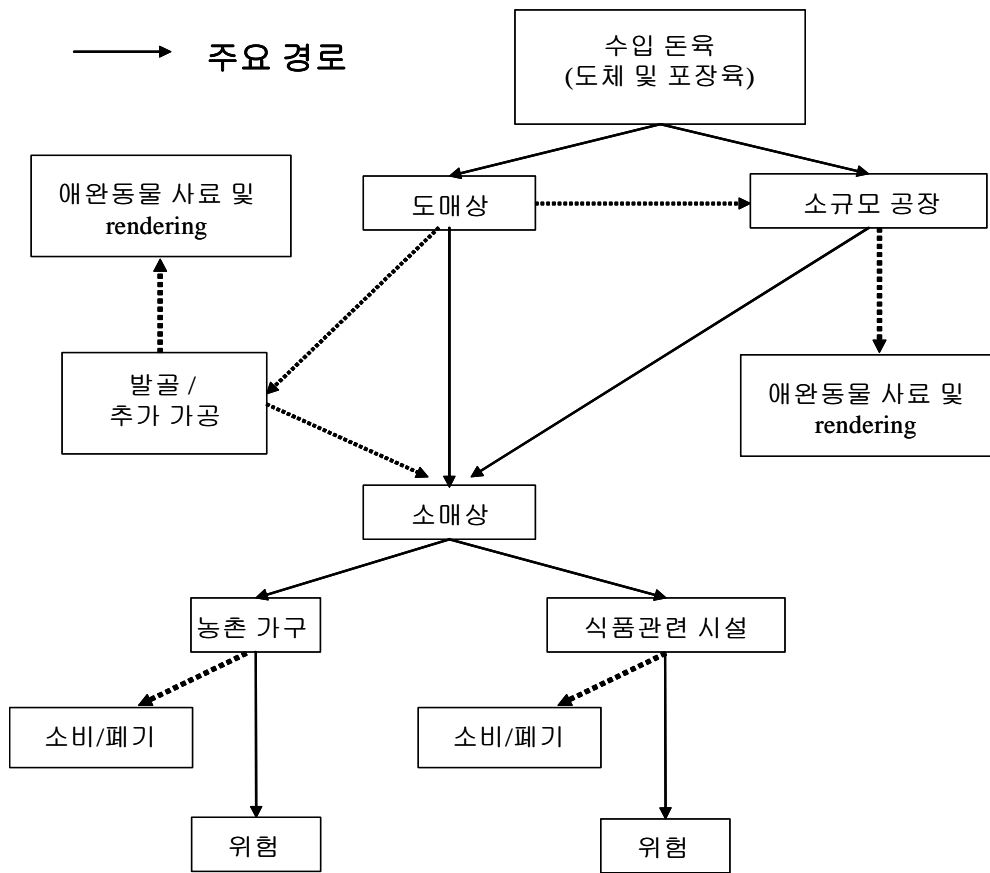 주요 경로
수입 돈육
(도체 및 포장육)
애완동물 사료 및
rendering
도매상
소규모 공장
발골 /
추가 가공
애완동물 사료 및
rendering
소매상
농촌 가구
식품관련 시설
소비/폐기
소비/폐기
위험
위험